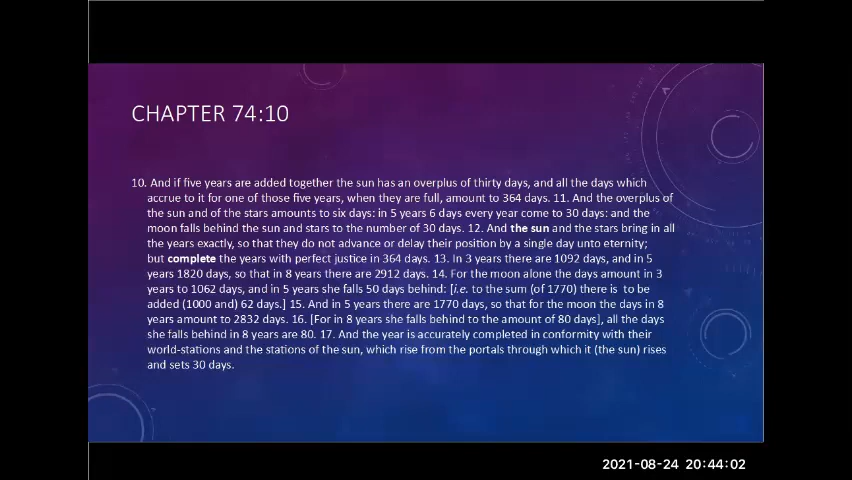 CHAPTER 74:10
10. And if five years are added together the sun has an overplus of thirty days, and all the days which
accrue to it for one of those five years, when they are full, amount to 364 days. 11. And the overplus of
the sun and of the stars amounts to six days: in 5 years 6 days every year come to 30 days: and the
moon falls behind the sun and stars to the number of 30 days. 12. And the sun and the stars bring in all
the years exactly, so that they do not advance or delay their position by a single day unto eternity;
but complete the years with perfect justice in 364 days. 13. In 3 years there are 1092 days, and in 5
years 1820 days, so that in 8 years there are 2912 days. 14. For the moon alone the days amount in 3
years to 1062 days, and in 5 years she falls 50 days behind: [i.e. to the sum (of 1770) there is to be
added (1000 and) 62 days.] 15. And in 5 years there are 1770 days, so that for the moon the days in 8
years amount to 2832 days. 16. [For in 8 years she falls behind to the amount of 80 days], all the days
she falls behind in 8 years are 80. 17. And the year is accurately completed in conformity with their
world-stations and the stations of the sun, which rise from the portals through which it (the sun) rises
and sets 30 days.
2021-08-24 20:44:02